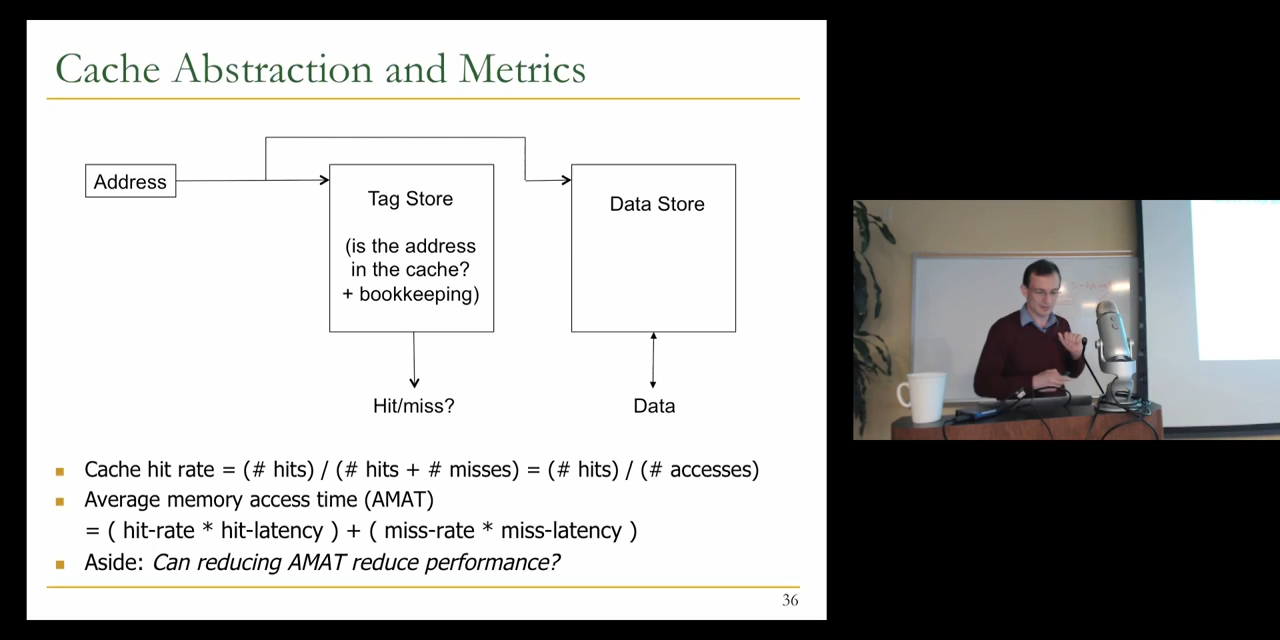 Cache Abstraction and Metrics
Address
Tag Store
(is the address
in the cache?
+ bookkeeping)
Data Store
Hit/miss?
Data
Cache hit rate = (# hits) / (# hits + # misses) = (# hits) / (# accesses)
Average memory access time (AMAT)
= ( hit-rate * hit-latency ) + ( miss-rate * miss-latency )
Aside: Can reducing AMAT reduce performance?
36